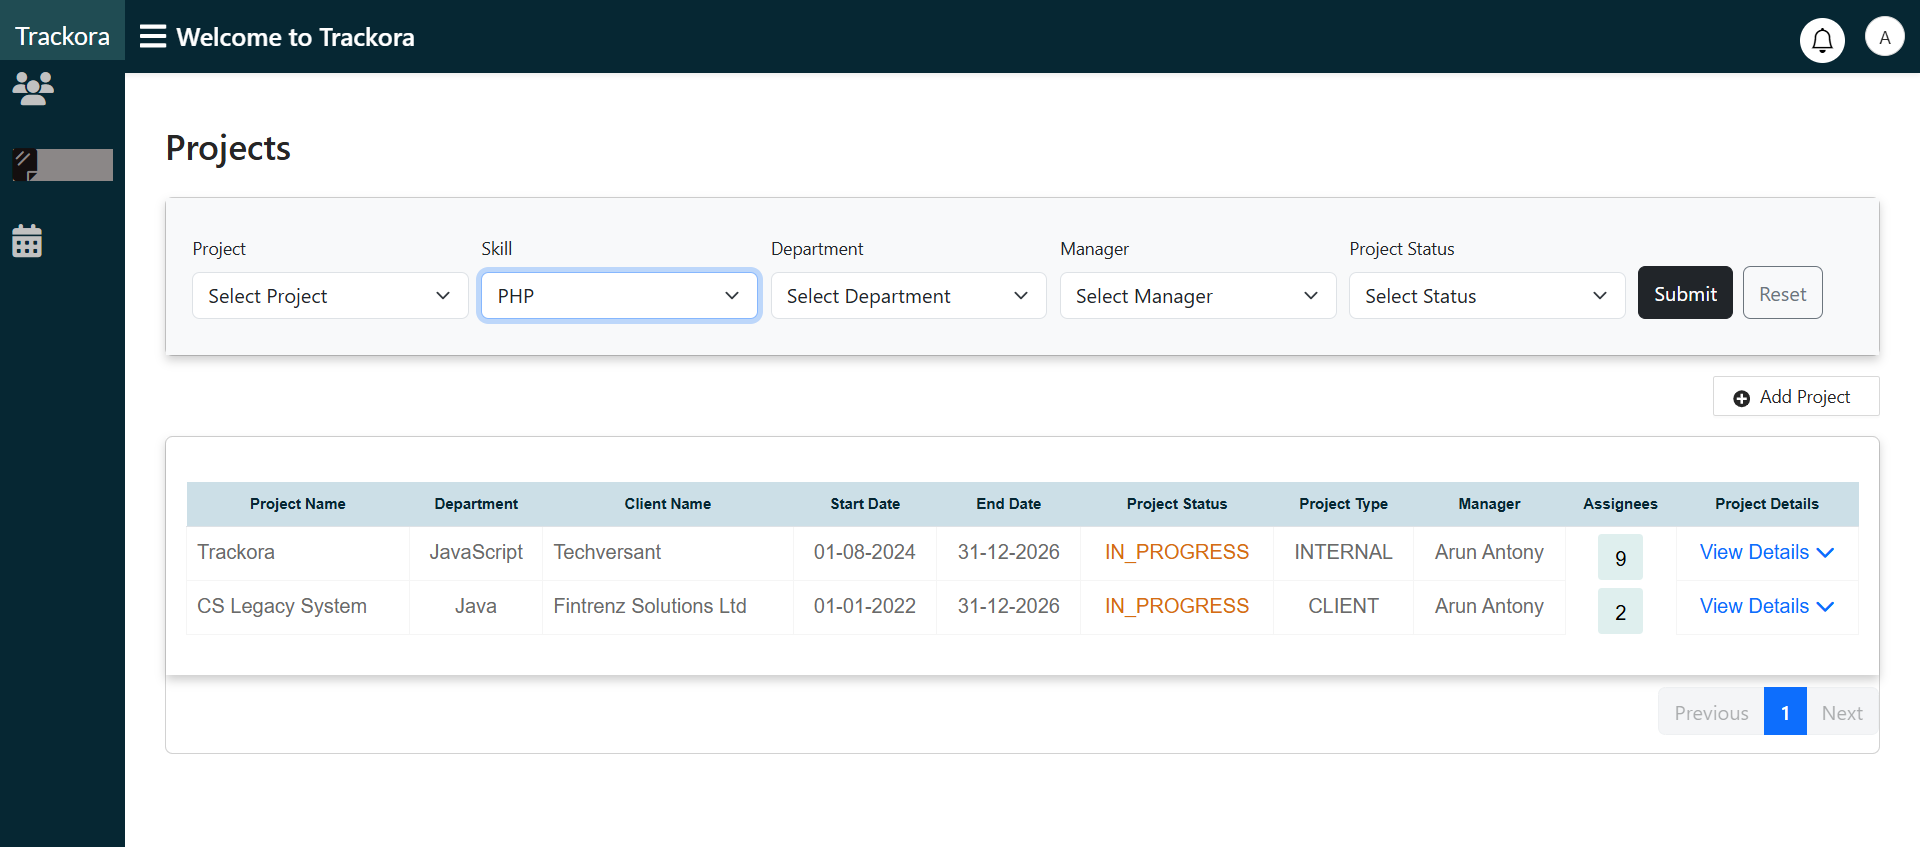 Trackora
Welcome to Trackora
A
Projects
Project Skill Department Manager Project Status
Select Project PHP Select Department Select Manager Select Status Submit Reset
Add Project
Project Name Department Client Name Start Date End Date Project Status Project Type Manager Assignees Project Details
Trackora JavaScript Techversant 01-08-2024 31-12-2026 IN_PROGRESS INTERNAL Arun Antony 9 View Details
CS Legacy System Java Fintrenz Solutions Ltd 01-01-2022 31-12-2026 IN_PROGRESS CLIENT Arun Antony 2 View Details
Previous 1 Next